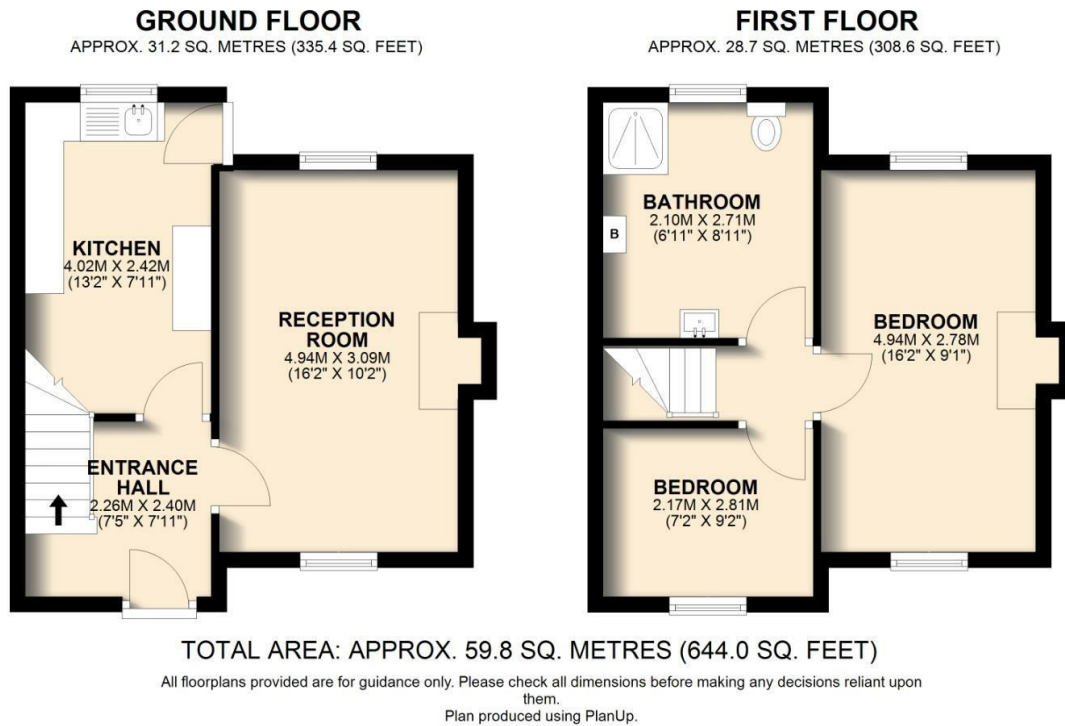 GROUND FLOOR
APPROX. 31.2 SQ. METRES (335.4 SQ. FEET)
KITCHEN
4.02M X 2.42M
(13'2" X 7'11")
RECEPTION
ROOM
4.94M X 3.09M
(16'2" X 10'2")
ENTRANCE
HALL
2.26M X 2.40M
(7'5" X 7'11")
FIRST FLOOR
APPROX. 28.7 SQ. METRES (308.6 SQ. FEET)
BATHROOM
2.10M X 2.71M
(6'11" X 8'11")
B
BEDROOM
4.94M X 2.78M
(16'2" X 9'1")
BEDROOM
2.17M X 2.81M
(7'2" X 9'2")
TOTAL AREA: APPROX. 59.8 SQ. METRES (644.0 SQ. FEET)
All floorplans provided are for guidance only. Please check all dimensions before making any decisions reliant upon
them.
Plan produced using PlanUp.